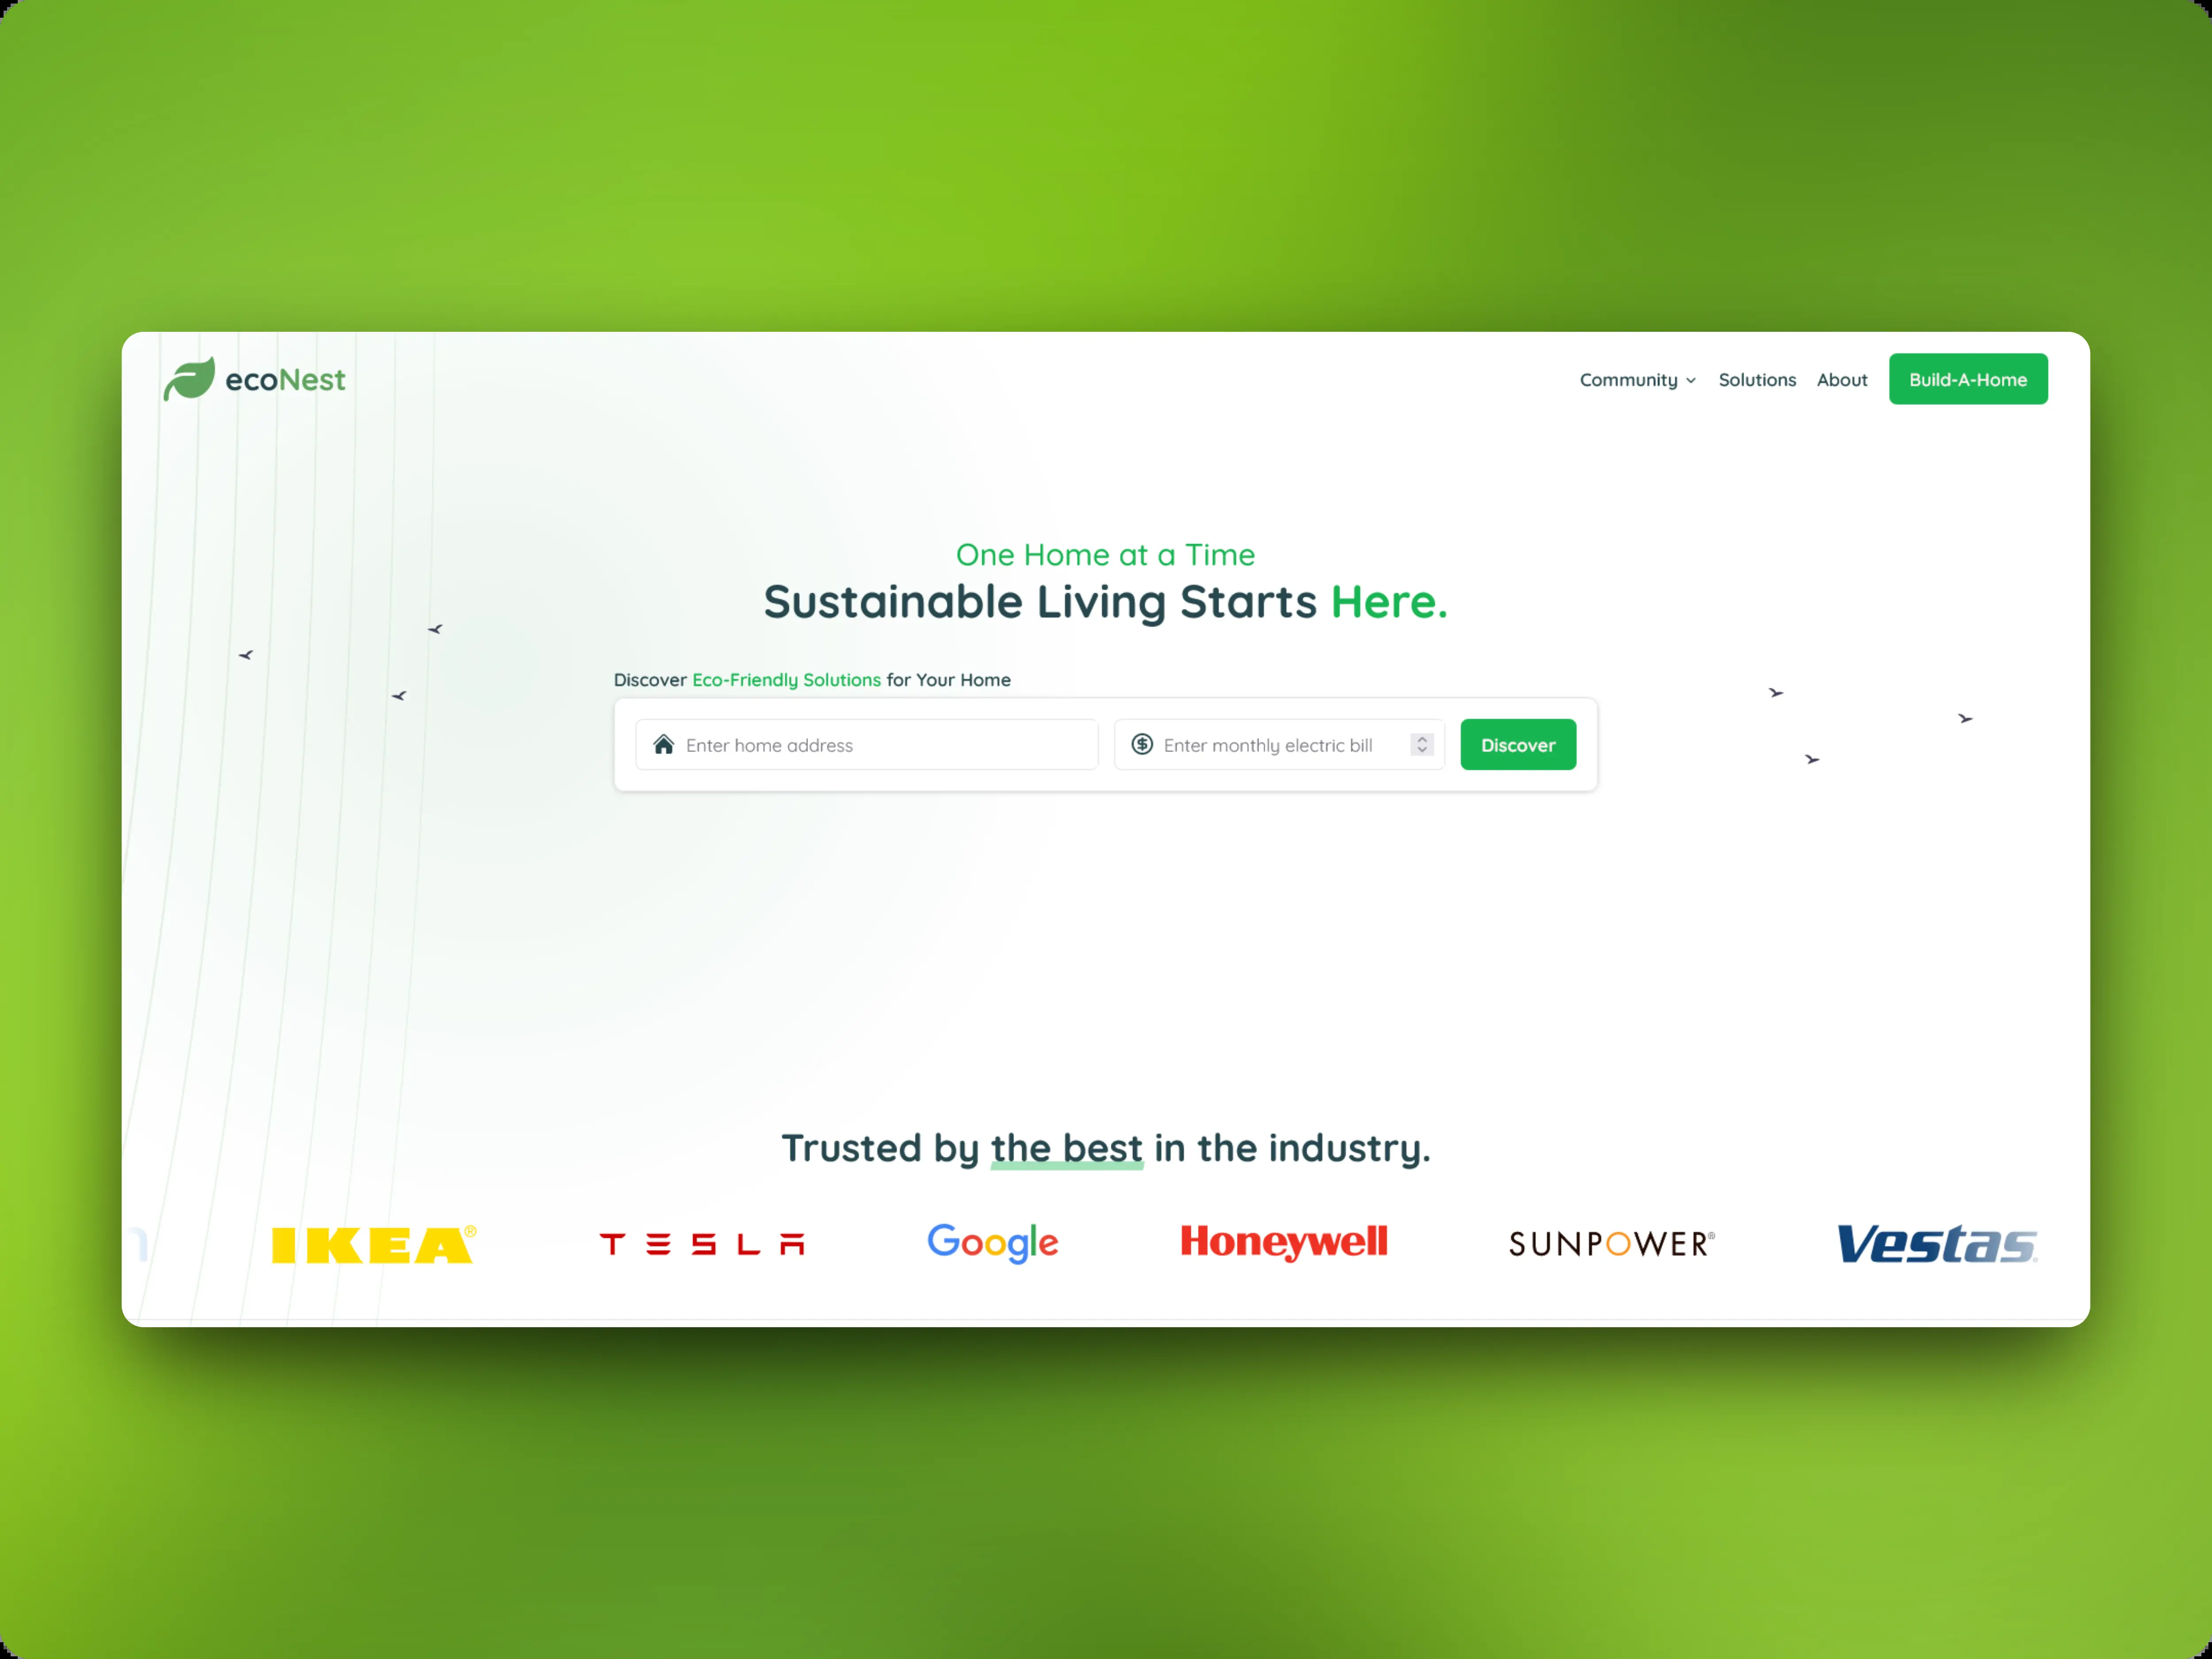 ecoNest
Community Solutions About Build-A-Home
One Home at a Time
Sustainable Living Starts Here.
Discover Eco-Friendly Solutions for Your Home
Enter home address Enter monthly electric bill Discover
Trusted by the best in the industry.
IKEA® TESLA Google Honeywell SUNPOWER® Vestas